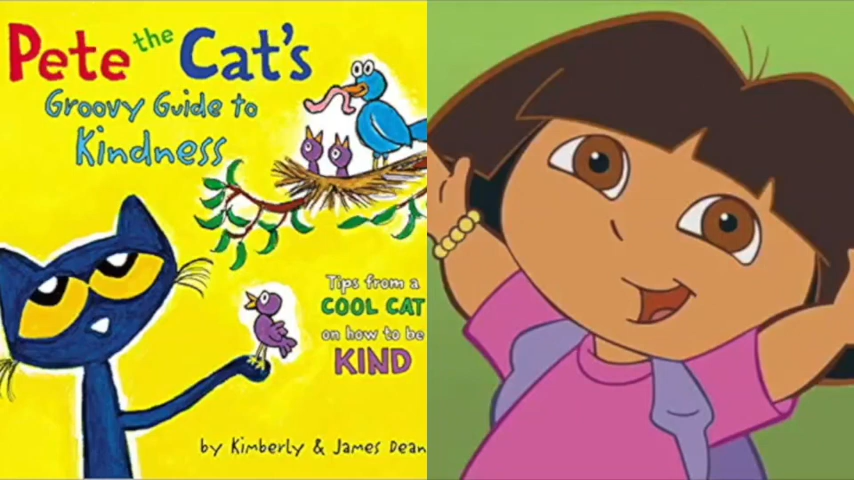 Pete the Cat's
Groovy Guide to
Kindness
Tips from a
COOL CAT
on how to be
KIND
by Kimberly & James Dean